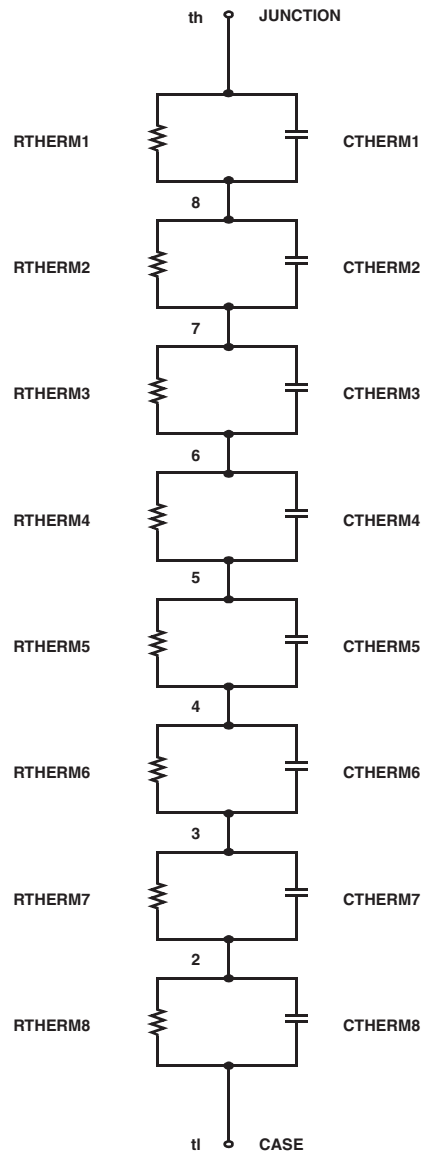 th JUNCTION
RTHERM1 CTHERM1
8
RTHERM2 CTHERM2
7
RTHERM3 CTHERM3
6
RTHERM4 CTHERM4
5
RTHERM5 CTHERM5
4
RTHERM6 CTHERM6
3
RTHERM7 CTHERM7
2
RTHERM8 CTHERM8
tl CASE